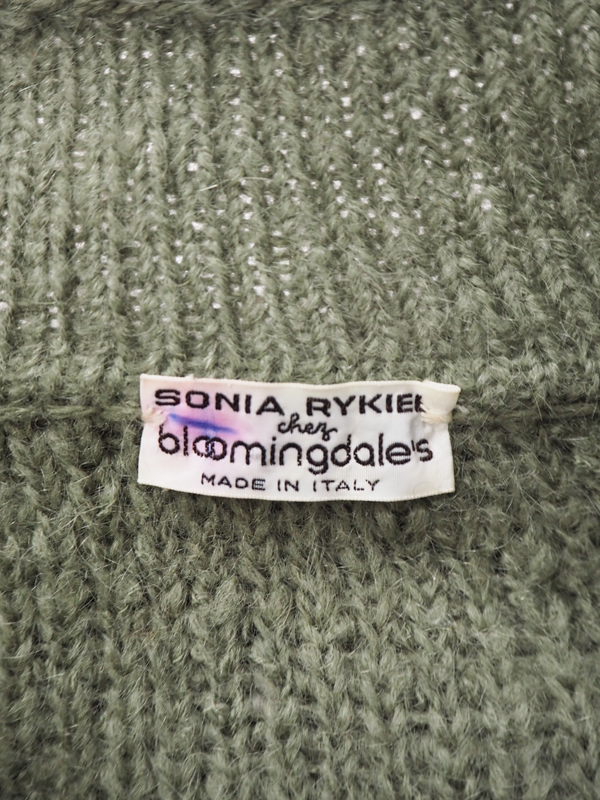 SONIA RYKIEL
chez
bloomingdale's
MADE IN ITALY